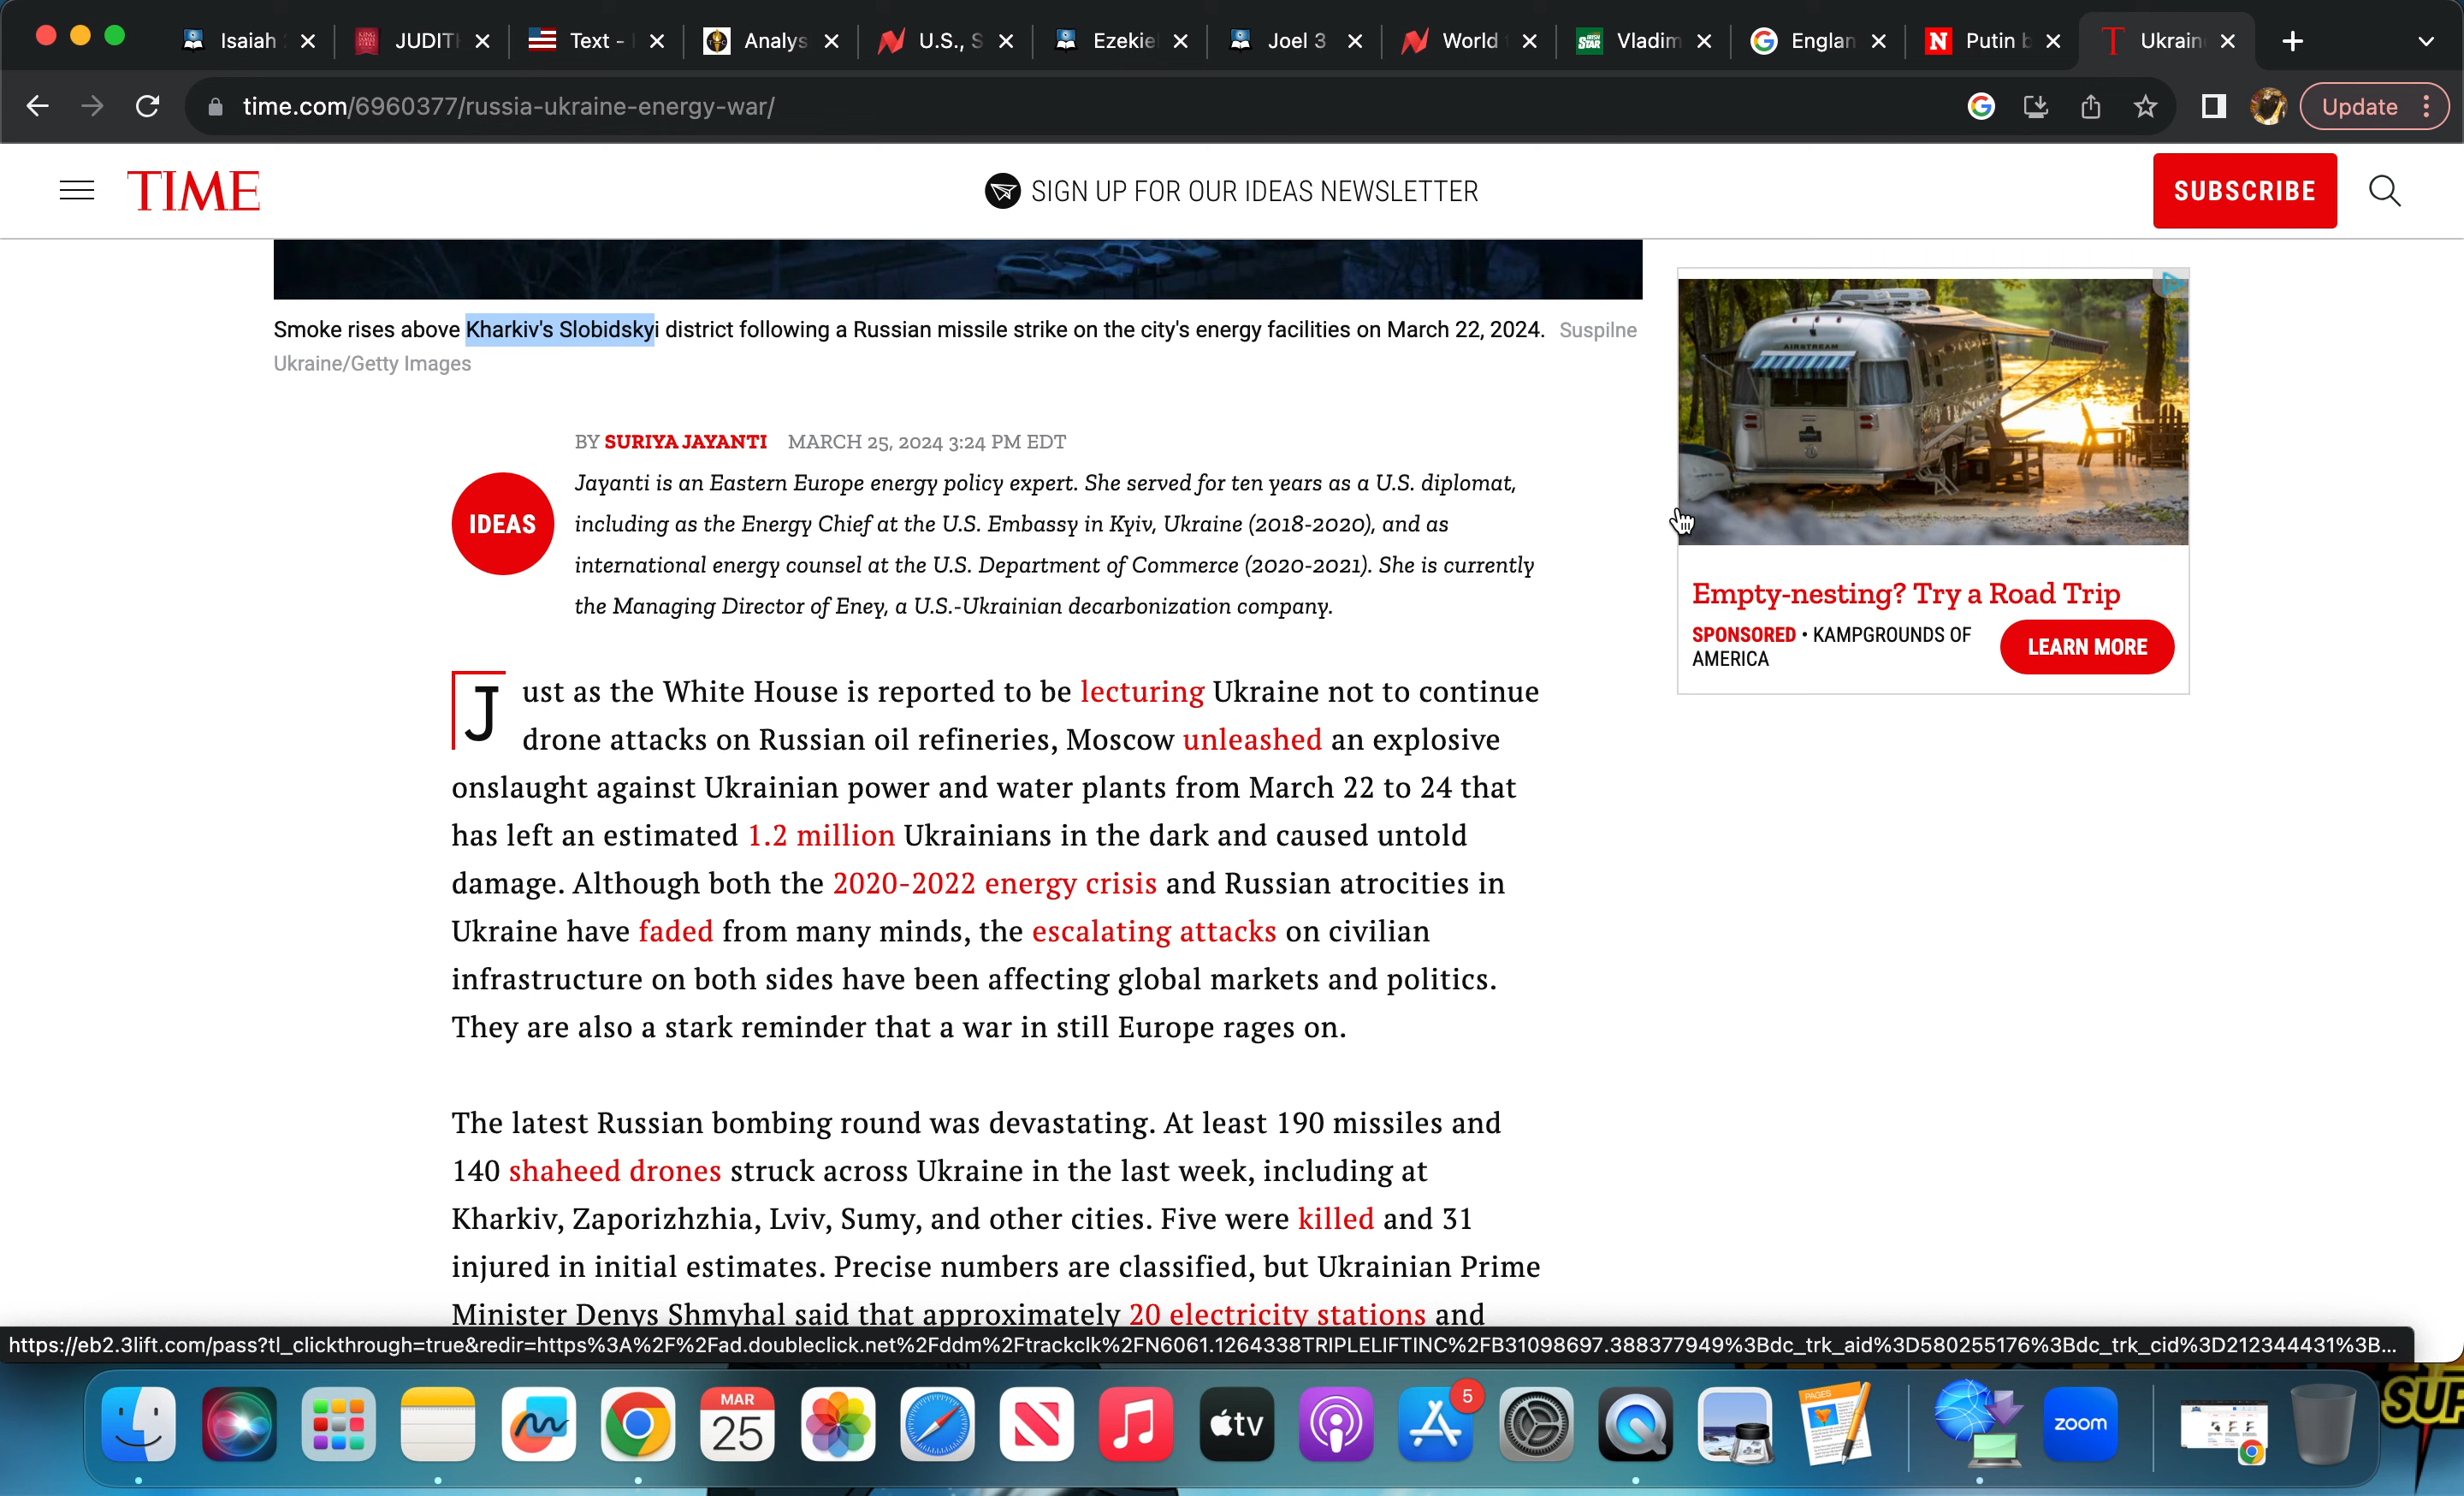 Isaiah
JUDIT
Text -
Analys
U.S., S
Ezekie
Joel 3
World
Vladim
Englan
Putin b
Ukrain
time.com/6960377/russia-ukraine-energy-war/
Update
TIME
SIGN UP FOR OUR IDEAS NEWSLETTER
SUBSCRIBE
Smoke rises above Kharkiv's Slobidskyi district following a Russian missile strike on the city's energy facilities on March 22, 2024. Suspilne
Ukraine/Getty Images
AIRSTREAM
BY SURIYA JAYANTI MARCH 25, 2024 3:24 PM EDT
IDEAS
Jayanti is an Eastern Europe energy policy expert. She served for ten years as a U.S. diplomat,
including as the Energy Chief at the U.S. Embassy in Kyiv, Ukraine (2018-2020), and as
international energy counsel at the U.S. Department of Commerce (2020-2021). She is currently
the Managing Director of Eney, a U.S.-Ukrainian decarbonization company.
Empty-nesting? Try a Road Trip
SPONSORED • KAMPGROUNDS OF
AMERICA
LEARN MORE
Just as the White House is reported to be lecturing Ukraine not to continue
drone attacks on Russian oil refineries, Moscow unleashed an explosive
onslaught against Ukrainian power and water plants from March 22 to 24 that
has left an estimated 1.2 million Ukrainians in the dark and caused untold
damage. Although both the 2020-2022 energy crisis and Russian atrocities in
Ukraine have faded from many minds, the escalating attacks on civilian
infrastructure on both sides have been affecting global markets and politics.
They are also a stark reminder that a war in still Europe rages on.
The latest Russian bombing round was devastating. At least 190 missiles and
140 shaheed drones struck across Ukraine in the last week, including at
Kharkiv, Zaporizhzhia, Lviv, Sumy, and other cities. Five were killed and 31
injured in initial estimates. Precise numbers are classified, but Ukrainian Prime
Minister Denys Shmyhal said that approximately 20 electricity stations and
https://eb2.3lift.com/pass?tl_clickthrough=true&redir=https%3A%2F%2Fad.doubleclick.net%2Fddm%2Ftrackclk%2FN6061.1264338TRIPLELIFTINC%2FB31098697.388377949%3Bdc_trk_aid%3D580255176%3Bdc_trk_cid%3D212344431%3B...
MAR
25
tv
5
PAGES
zoom
SUP